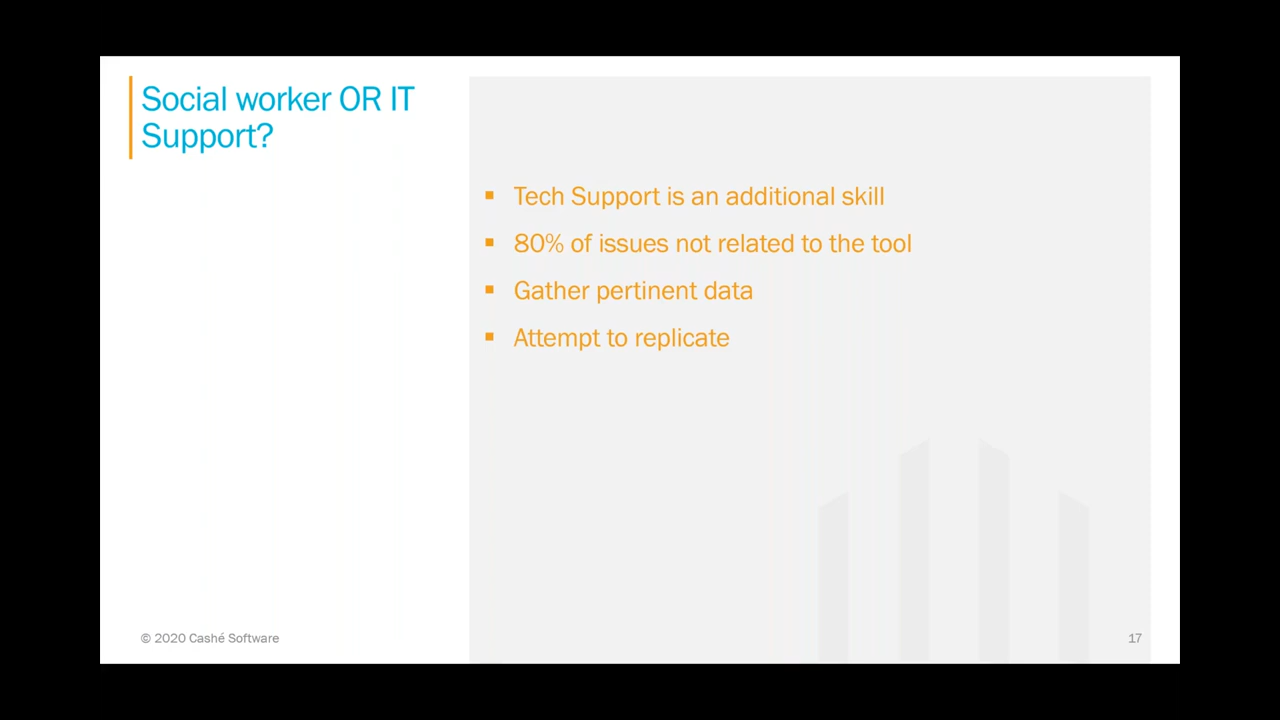 Social worker OR IT
Support?
▪ Tech Support is an additional skill
▪ 80% of issues not related to the tool
▪ Gather pertinent data
▪ Attempt to replicate
© 2020 Cashé Software
17